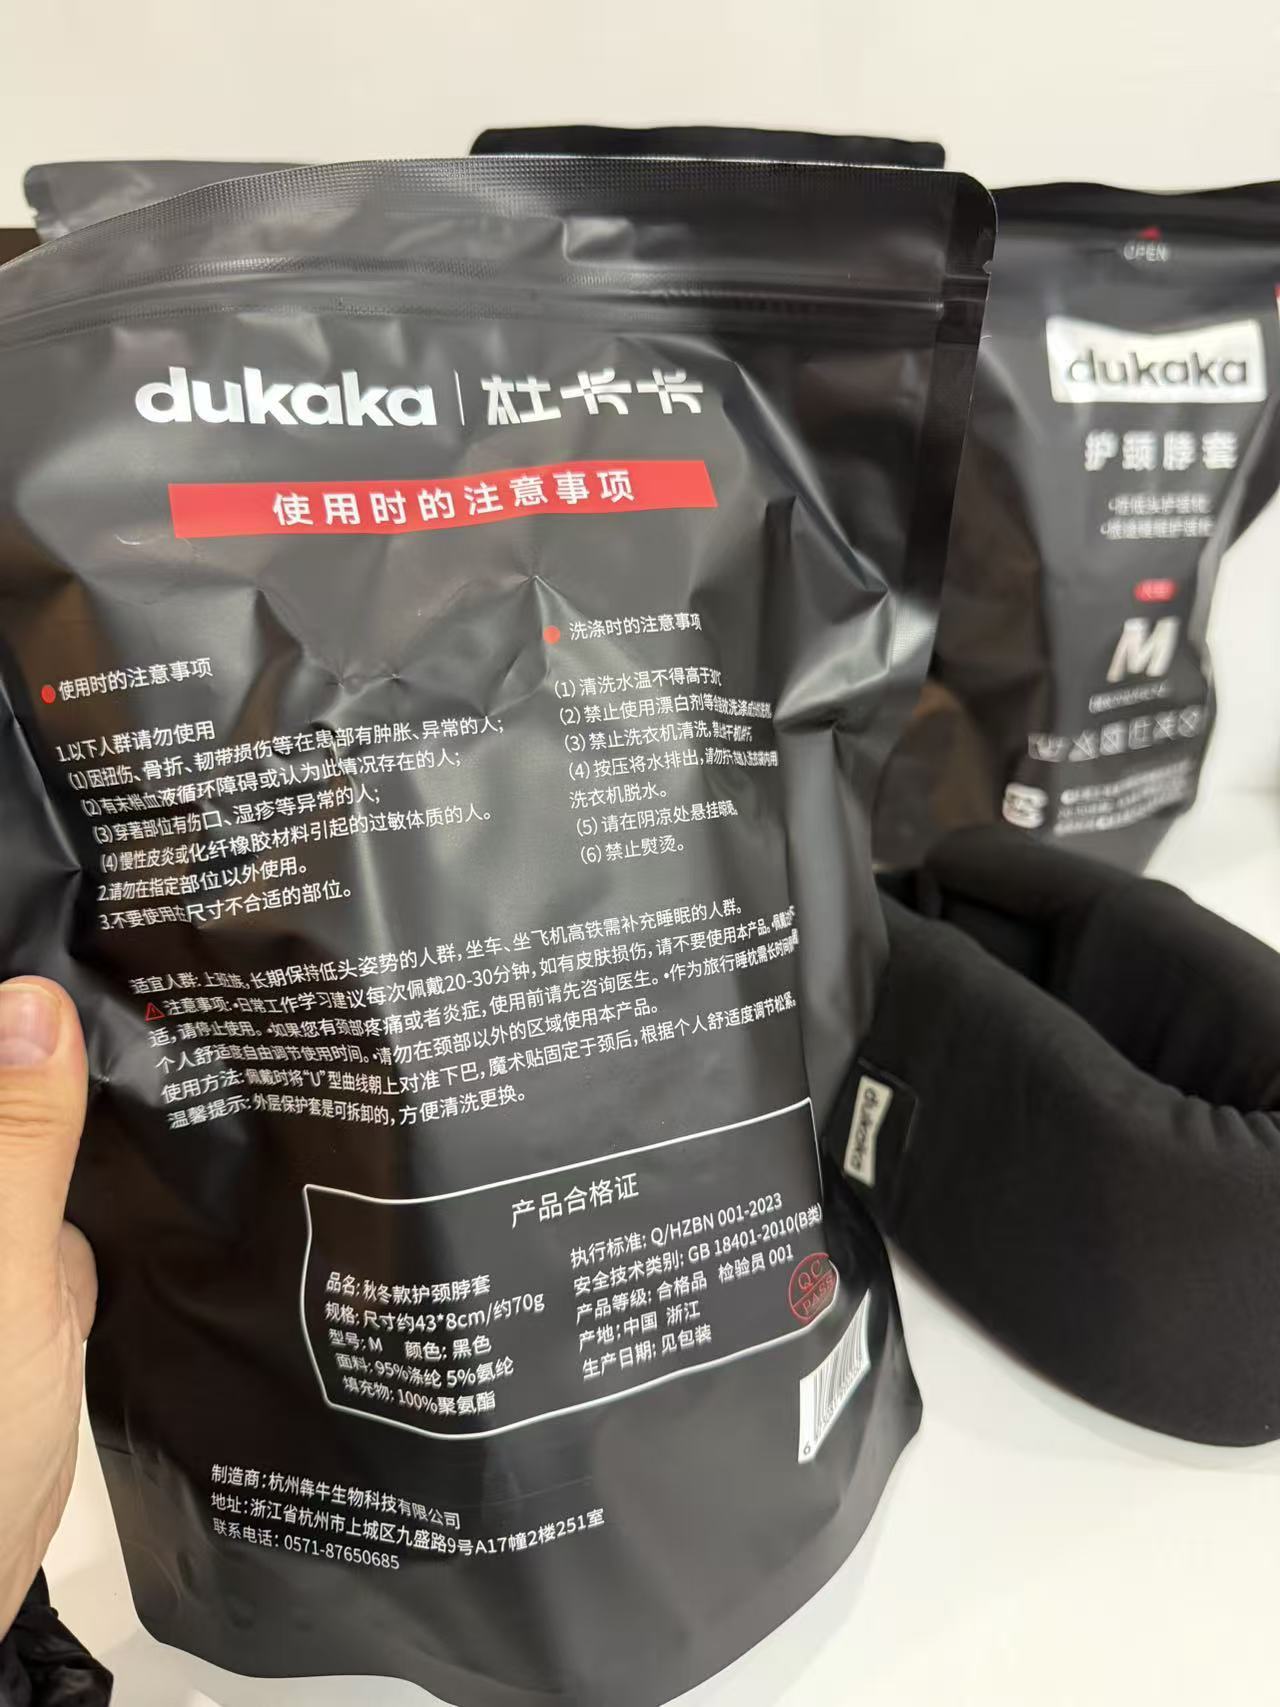 dukaka | 杜卡卡
使用时的注意事项
使用时的注意事项
1.以下人群请勿使用
(1)因扭伤、骨折、韧带损伤等在患部有肿胀、异常的人;
(2)有末梢血液循环障碍或认为此情况存在的人;
(3)穿著部位有伤口、湿疹等异常的人;
(4)慢性皮炎或化纤橡胶材料引起的过敏体质的人。
2.请勿在指定部位以外使用。
3.不要使用在尺寸不合适的部位。
洗涤时的注意事项
(1)清洗水温不得高于30℃
(2)禁止使用漂白剂等
(3)禁止洗衣机清洗,
(4)按压将水排出,请勿拧干
洗衣机脱水。
(5)请在阴凉处悬挂晾晒。
(6)禁止熨烫。
适宜人群:上班族,长期保持低头姿势的人群,坐车、坐飞机高铁需补充睡眠的人群。
注意事项:•日常工作学习建议每次佩戴20-30分钟,如有皮肤损伤,请不要使用本产品。•佩戴
适,请停止使用。•如果您有颈部疼痛或者炎症,使用前请先咨询医生。•作为旅行睡枕需长时间
个人舒适度自由调节使用时间。•请勿在颈部以外的区域使用本产品。
使用方法:佩戴时将“U”型曲线朝上对准下巴,魔术贴固定于颈后,根据个人舒适度调节松紧。
温馨提示:外层保护套是可拆卸的,方便清洗更换。
产品合格证
品名:秋冬款护颈脖套
规格:尺寸约43*8cm/约70g
型号:M 颜色:黑色
面料:95%涤纶 5%氨纶
填充物:100%聚氨酯
执行标准:Q/HZBN 001-2023
安全技术类别:GB 18401-2010(B类)
产品等级:合格品 检验员 001
产地:中国 浙江
生产日期:见包装
QC
PASS
6
制造商:杭州犇牛生物科技有限公司
地址:浙江省杭州市上城区九盛路9号A17幢2楼251室
联系电话:0571-87650685
OPEN
dukaka
护颈脖套
M
dukaka